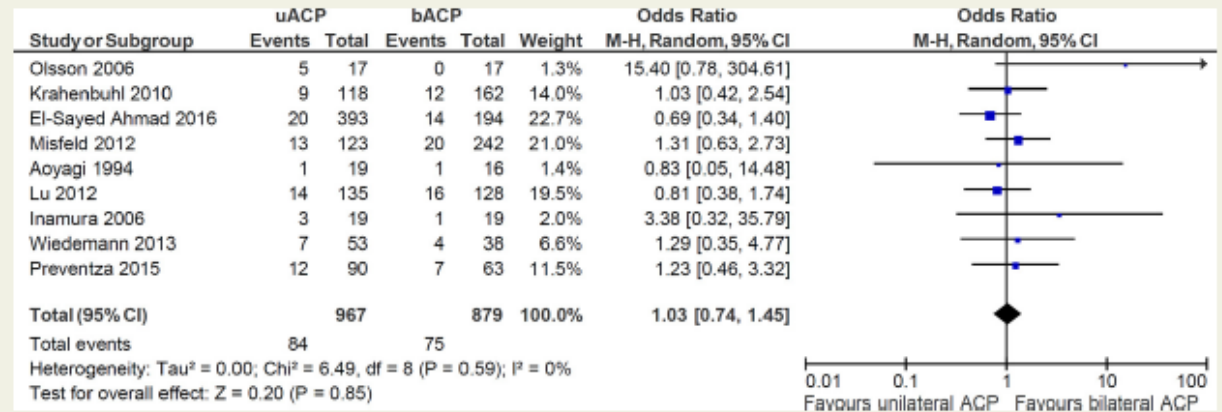 uACP bACP Odds Ratio Odds Ratio
Study or Subgroup Events Total Events Total Weight M-H, Random, 95% CI M-H, Random, 95% CI
Olsson 2006 5 17 0 17 1.3% 15.40 [0.78, 304.61]
Krahenbuhl 2010 9 118 12 162 14.0% 1.03 [0.42, 2.54]
El-Sayed Ahmad 2016 20 393 14 194 22.7% 0.69 [0.34, 1.40]
Misfeld 2012 13 123 20 242 21.0% 1.31 [0.63, 2.73]
Aoyagi 1994 1 19 1 16 1.4% 0.83 [0.05, 14.48]
Lu 2012 14 135 16 128 19.5% 0.81 [0.38, 1.74]
Inamura 2006 3 19 1 19 2.0% 3.38 [0.32, 35.79]
Wiedemann 2013 7 53 4 38 6.6% 1.29 [0.35, 4.77]
Preventza 2015 12 90 7 63 11.5% 1.23 [0.46, 3.32]
Total (95% CI) 967 879 100.0% 1.03 [0.74, 1.45]
Total events 84 75
Heterogeneity: Tau² = 0.00; Chi² = 6.49, df = 8 (P = 0.59); I² = 0%
Test for overall effect: Z = 0.20 (P = 0.85)
0.01 0.1 1 10 100
Favours unilateral ACP Favours bilateral ACP